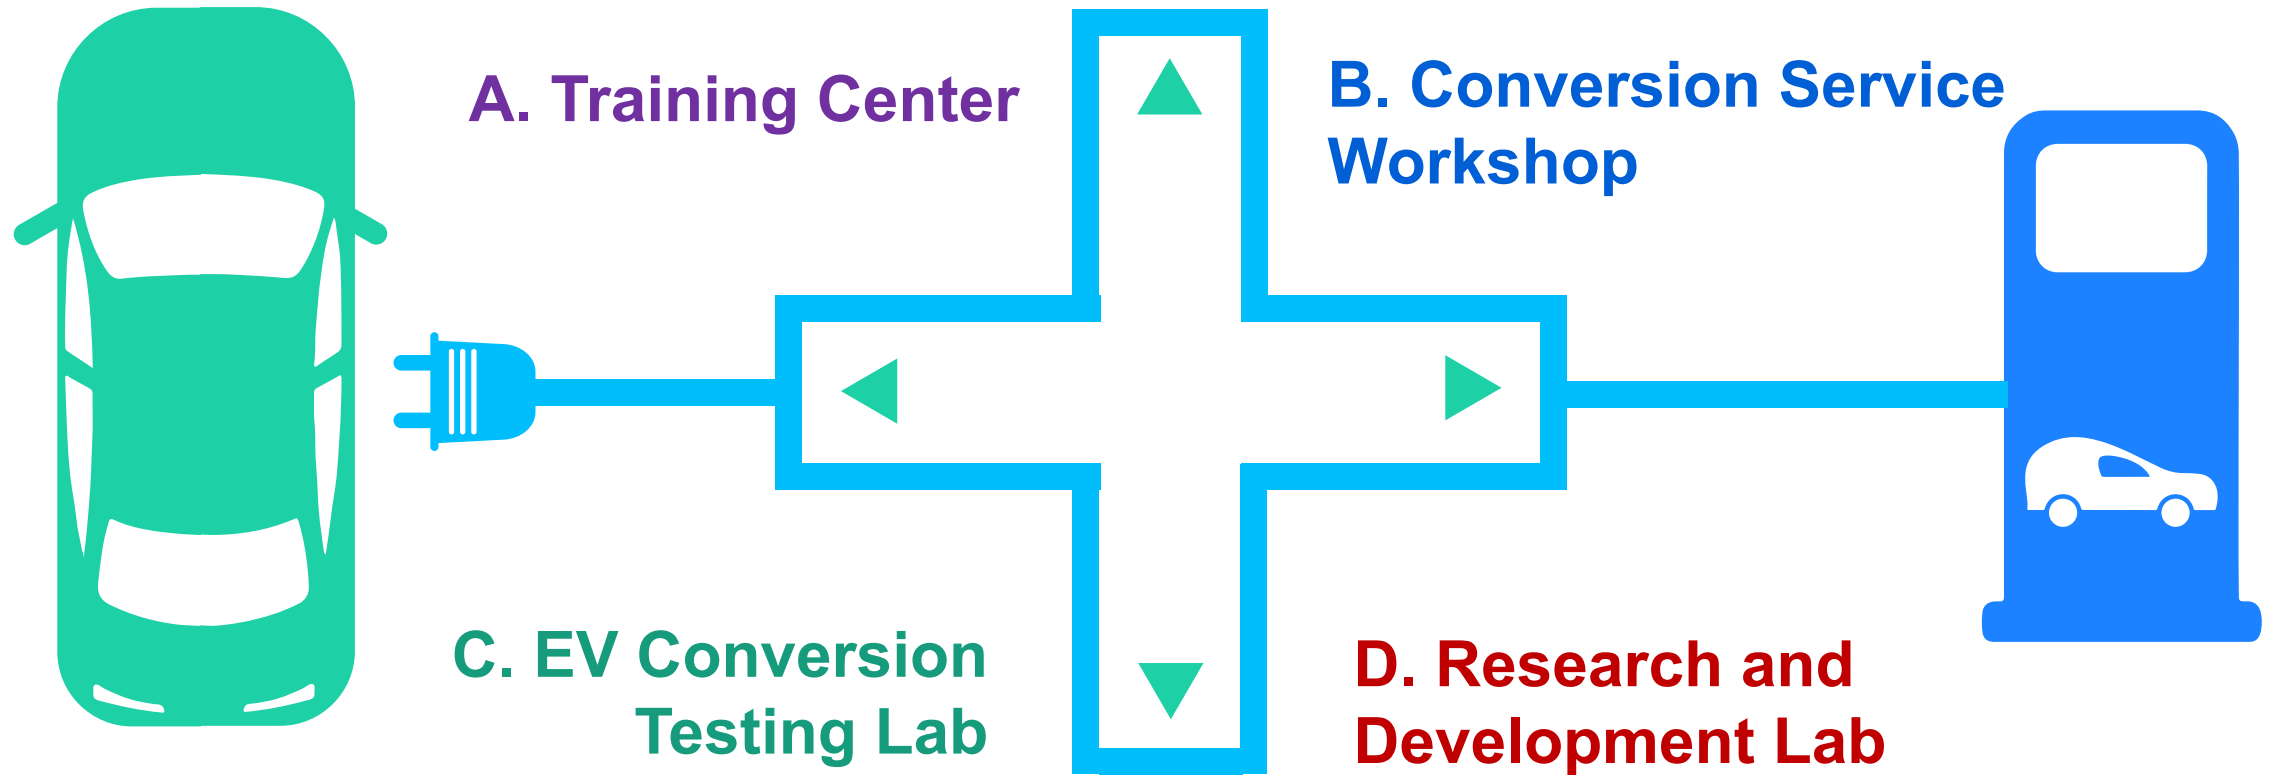 A. Training Center
B. Conversion Service
Workshop
C. EV Conversion
Testing Lab
D. Research and
Development Lab